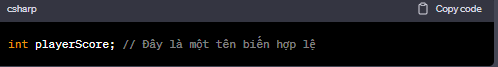 csharp Copy code
int playerScore; // Đây là một tên biến hợp lệ